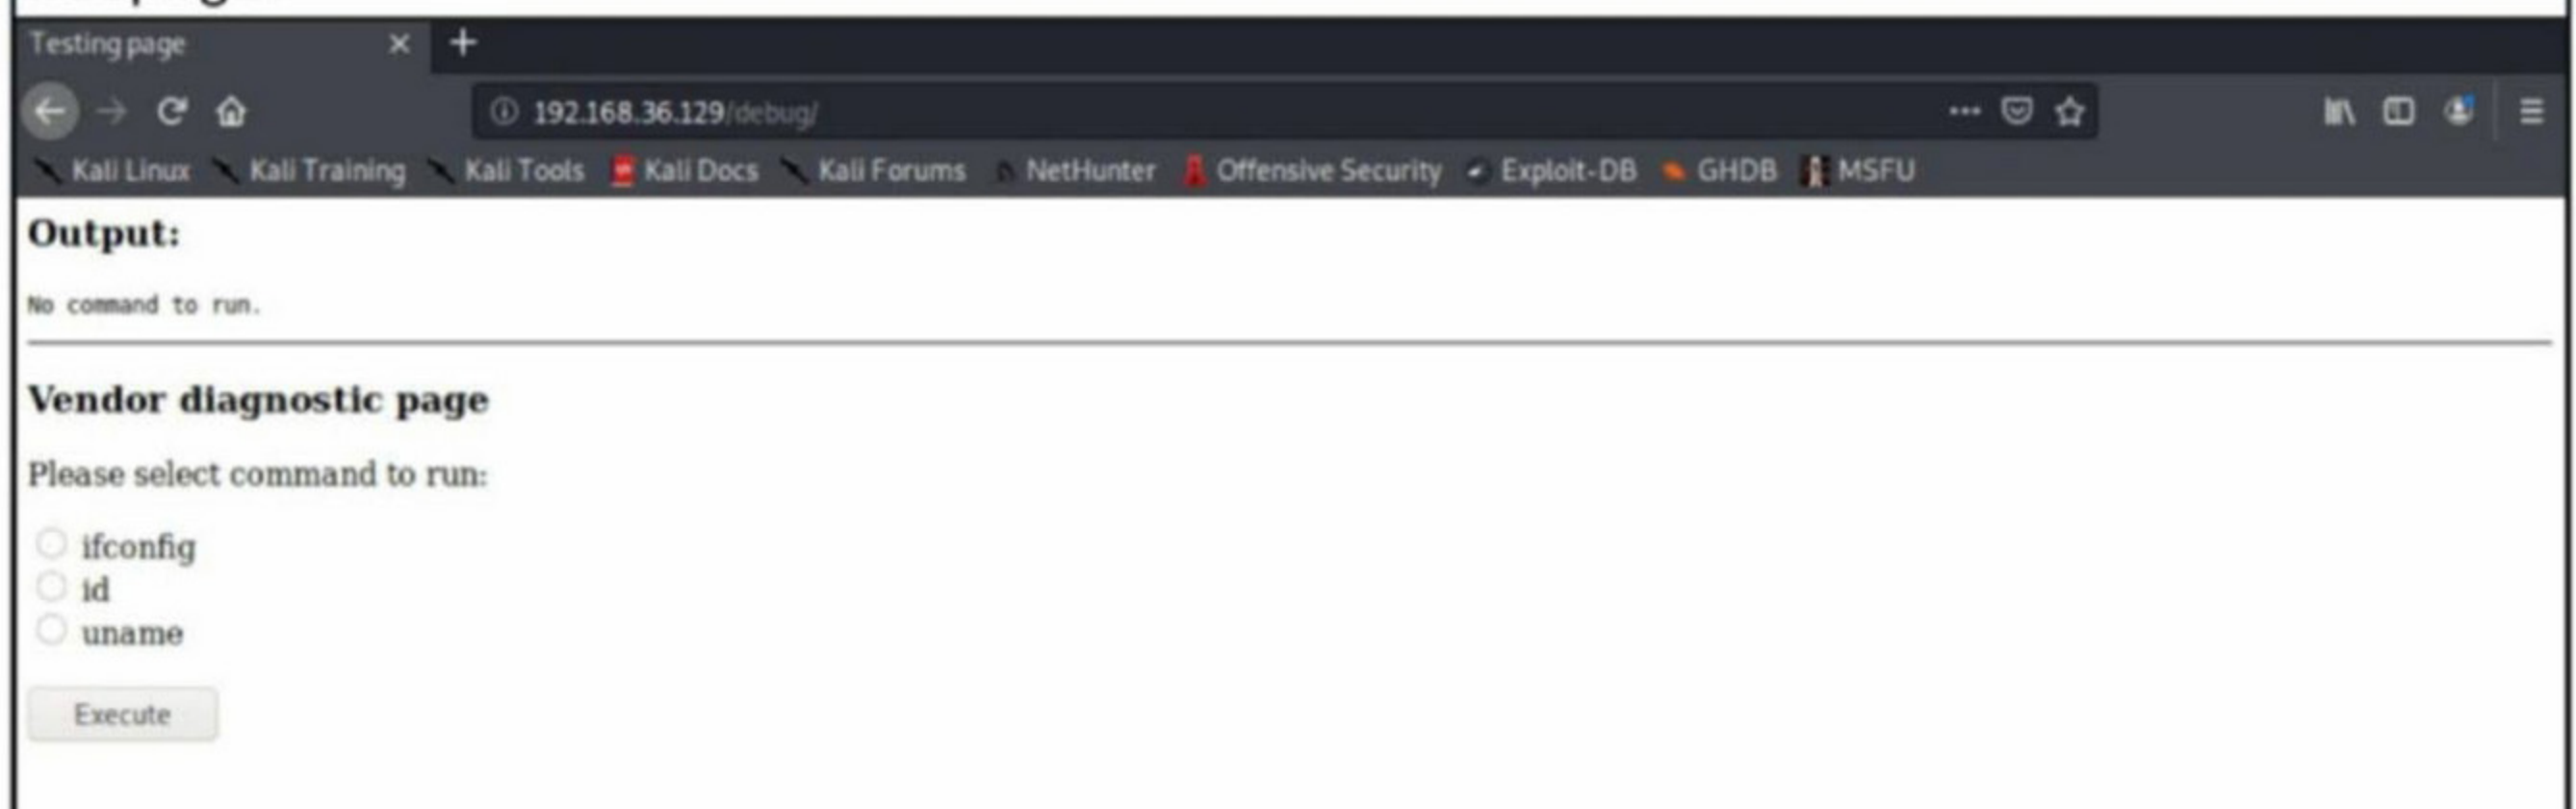 Testing page
192.168.36.129/debug/
Kali Linux Kali Training Kali Tools Kali Docs Kali Forums NetHunter Offensive Security Exploit-DB GHDB MSFU
Output:
No command to run.
Vendor diagnostic page
Please select command to run:
ifconfig
id
uname
Execute